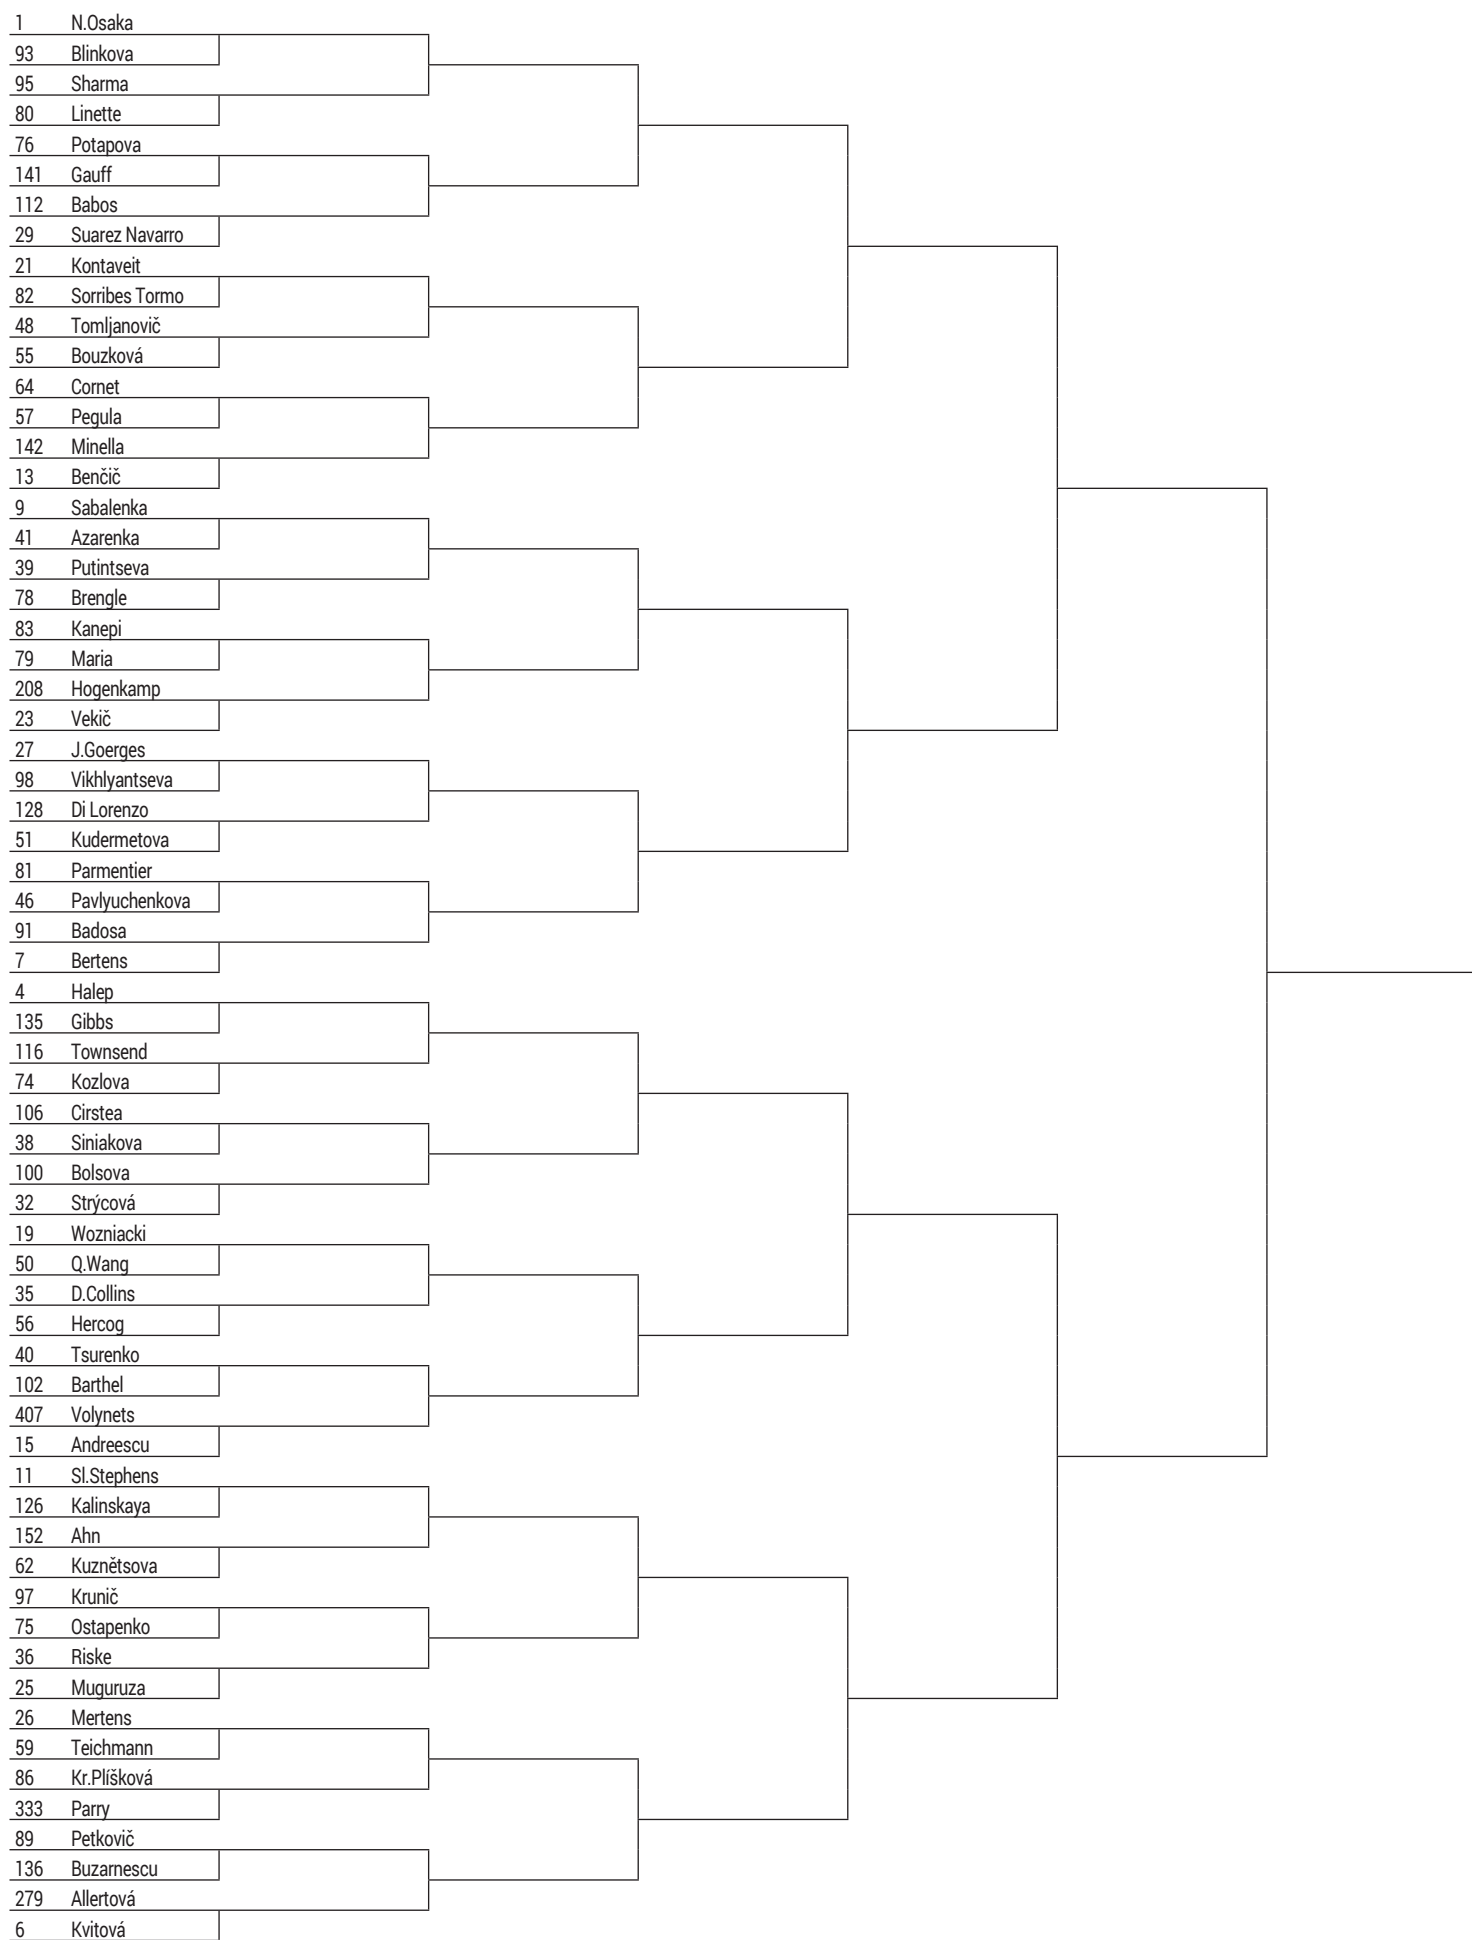 1 N.Osaka
93 Blinkova
95 Sharma
80 Linette
76 Potapova
141 Gauff
112 Babos
29 Suarez Navarro
21 Kontaveit
82 Sorribes Tormo
48 Tomljanovič
55 Bouzková
64 Cornet
57 Pegula
142 Minella
13 Benčič
9 Sabalenka
41 Azarenka
39 Putintseva
78 Brengle
83 Kanepi
79 Maria
208 Hogenkamp
23 Vekič
27 J.Goerges
98 Vikhlyantseva
128 Di Lorenzo
51 Kudermetova
81 Parmentier
46 Pavlyuchenkova
91 Badosa
7 Bertens
4 Halep
135 Gibbs
116 Townsend
74 Kozlova
106 Cirstea
38 Siniakova
100 Bolsova
32 Strýcová
19 Wozniacki
50 Q.Wang
35 D.Collins
56 Hercog
40 Tsurenko
102 Barthel
407 Volynets
15 Andreescu
11 Sl.Stephens
126 Kalinskaya
152 Ahn
62 Kuznětsova
97 Krunič
75 Ostapenko
36 Riske
25 Muguruza
26 Mertens
59 Teichmann
86 Kr.Plíšková
333 Parry
89 Petkovič
136 Buzarnescu
279 Allertová
6 Kvitová